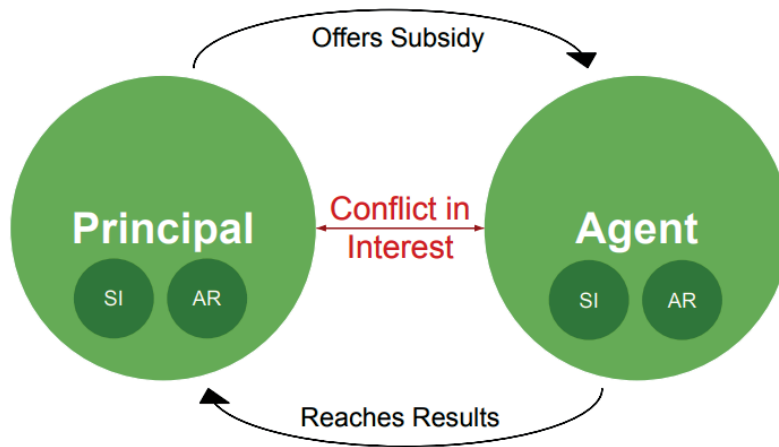 Offers Subsidy
Principal
Conflict in
Interest
Agent
SI
AR
SI
AR
Reaches Results